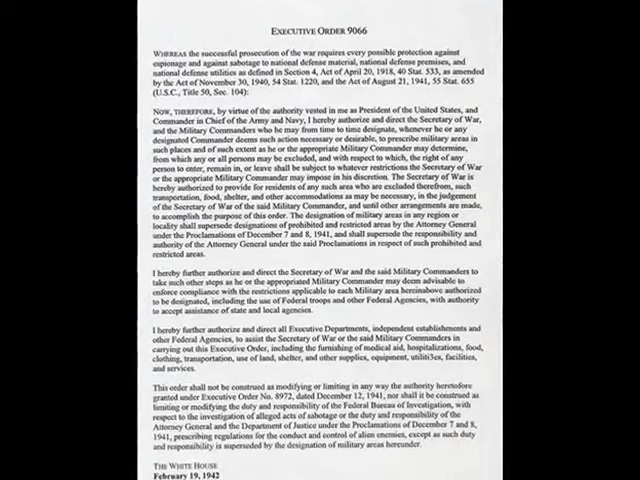 EXECUTIVE ORDER 9066
WHEREAS the successful prosecution of the war requires every possible protection against
espionage and against sabotage to national defense material, national defense premises, and
national defense utilities as defined in Section 4, Act of April 20, 1918, 40 Stat. 533, as amended
by the Act of November 30, 1940, 54 Stat. 1220, and the Act of August 21, 1941, 55 Stat. 655
(U.S.C., Title 50, Sec. 104):
NOW, THEREFORE, by virtue of the authority vested in me as President of the United States, and
Commander in Chief of the Army and Navy, I hereby authorize and direct the Secretary of War,
and the Military Commanders who he may from time to time designate, whenever he or any
designated Commander deems such action necessary or desirable, to prescribe military areas in
such places and of such extent as he or the appropriate Military Commander may determine,
from which any or all persons may be excluded, and with respect to which, the right of any
person to enter, remain in, or leave shall be subject to whatever restrictions the Secretary of War
or the appropriate Military Commander may impose in his discretion. The Secretary of War is
hereby authorized to provide for residents of any such area who are excluded therefrom, such
transportation, food, shelter, and other accommodations as may be necessary, in the judgement
of the Secretary of War of the said Military Commander, and until other arrangements are made,
to accomplish the purpose of this order. The designation of military areas in any region or
locality shall supersede designations of prohibited and restricted areas by the Attorney General
under the Proclamations of December 7 and 8, 1941, and shall supersede the responsibility and
authority of the Attorney General under the said Proclamations in respect of such prohibited and
restricted areas.
I hereby further authorize and direct the Secretary of War and the said Military Commanders to
take such other steps as he or the appropriated Military Commander may deem advisable to
enforce compliance with the restrictions applicable to each Military area hereinabove authorized
to be designated, including the use of Federal troops and other Federal Agencies, with authority
to accept assistance of state and local agencies.
I hereby further authorize and direct all Executive Departments, independent establishments and
other Federal Agencies, to assist the Secretary of War or the said Military Commanders in
carrying out this Executive Order, including the furnishing of medical aid, hospitalizations, food,
clothing, transportation, use of land, shelter, and other supplies, equipment, utiliti3es, facilities,
and services.
This order shall not be construed as modifying or limiting in any way the authority heretofore
granted under Executive Order No. 8972, dated December 12, 1941, nor shall it be construed as
limiting or modifying the duty and responsibility of the Federal Bureau of Investigation, with
respect to the investigation of alleged acts of sabotage or the duty and responsibility of the
Attorney General and the Department of Justice under the Proclamations of December 7 and 8,
1941, prescribing regulations for the conduct and control of alien enemies, except as such duty
and responsibility is superseded by the designation of military areas hereunder.
THE WHITE HOUSE
February 19, 1942